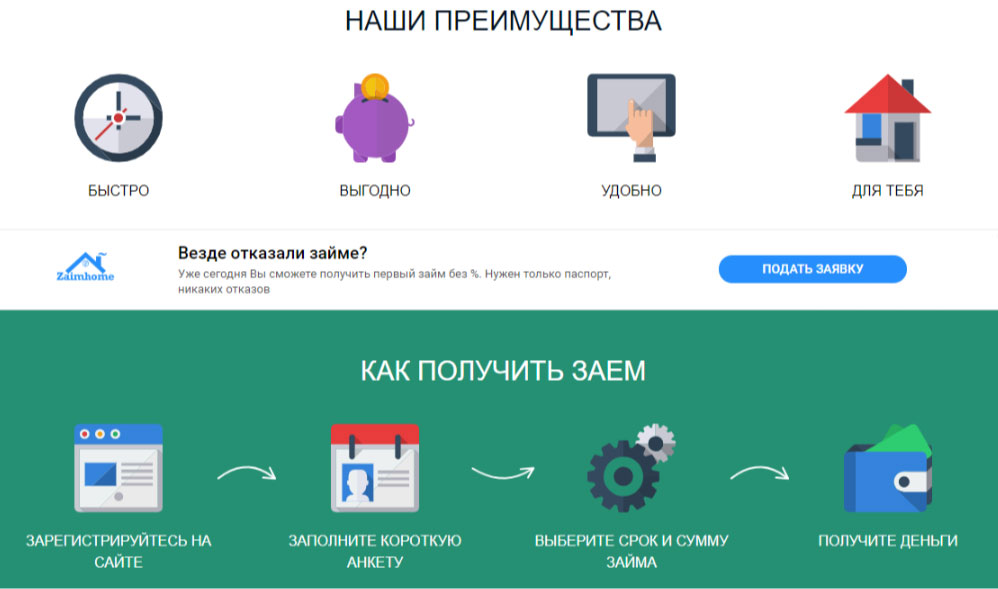 НАШИ ПРЕИМУЩЕСТВА
БЫСТРО
ВЫГОДНО
УДОБНО
ДЛЯ ТЕБЯ
Zaimhome
Везде отказали займе?
Уже сегодня Вы сможете получить первый займ без %. Нужен только паспорт,
никаких отказов
ПОДАТЬ ЗАЯВКУ
КАК ПОЛУЧИТЬ ЗАЕМ
ЗАРЕГИСТРИРУЙТЕСЬ НА
САЙТЕ
ЗАПОЛНИТЕ КОРОТКУЮ
АНКЕТУ
ВЫБЕРИТЕ СРОК И СУММУ
ЗАЙМА
ПОЛУЧИТЕ ДЕНЬГИ